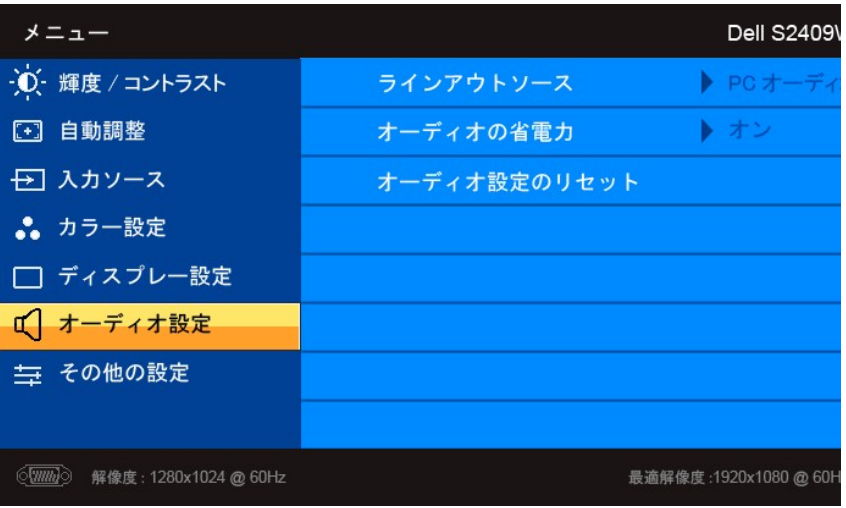 メニュー
Dell S2409
輝度 / コントラスト
ラインアウトソース
PC オーディ
自動調整
オーディオの省電力
オン
入力ソース
オーディオ設定のリセット
カラー設定
ディスプレー設定
オーディオ設定
その他の設定
解像度 : 1280x1024 @ 60Hz
最適解像度 :1920x1080 @ 60H